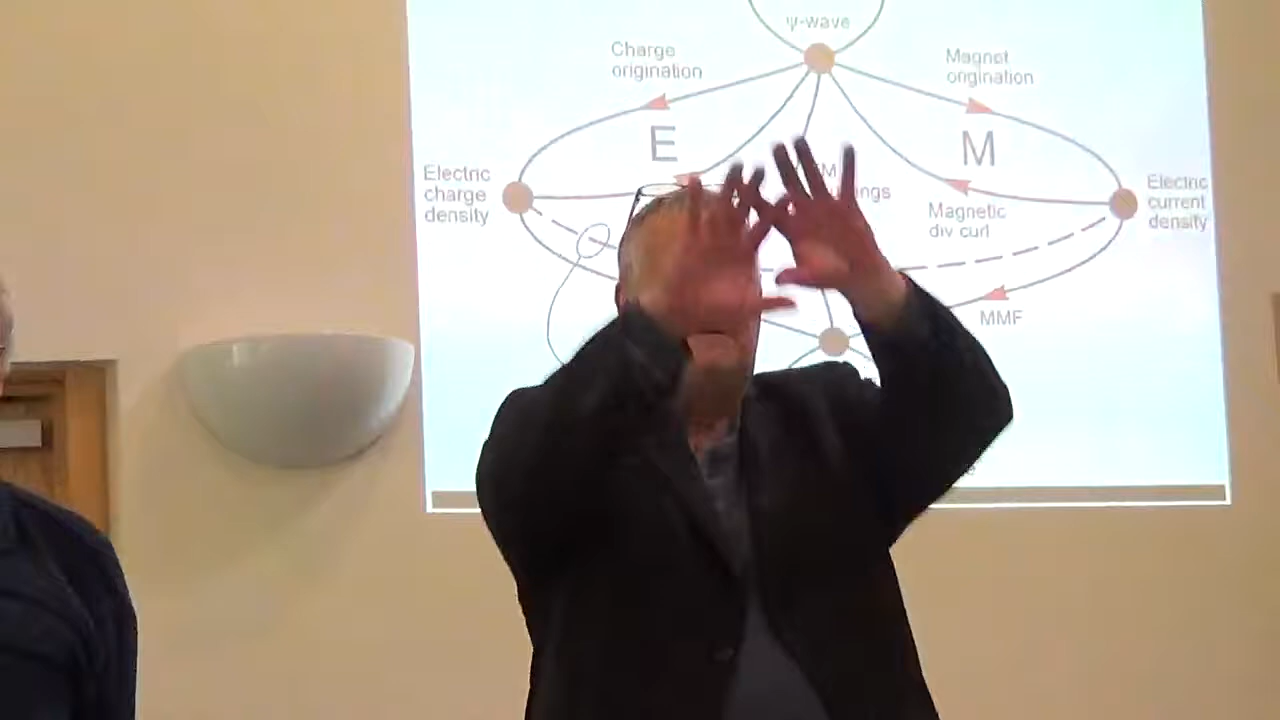 ψ-wave
Charge
origination
Magnet
origination
E
M
Electric
charge
density
Electric
current
density
Magnetic
div curl
MMF